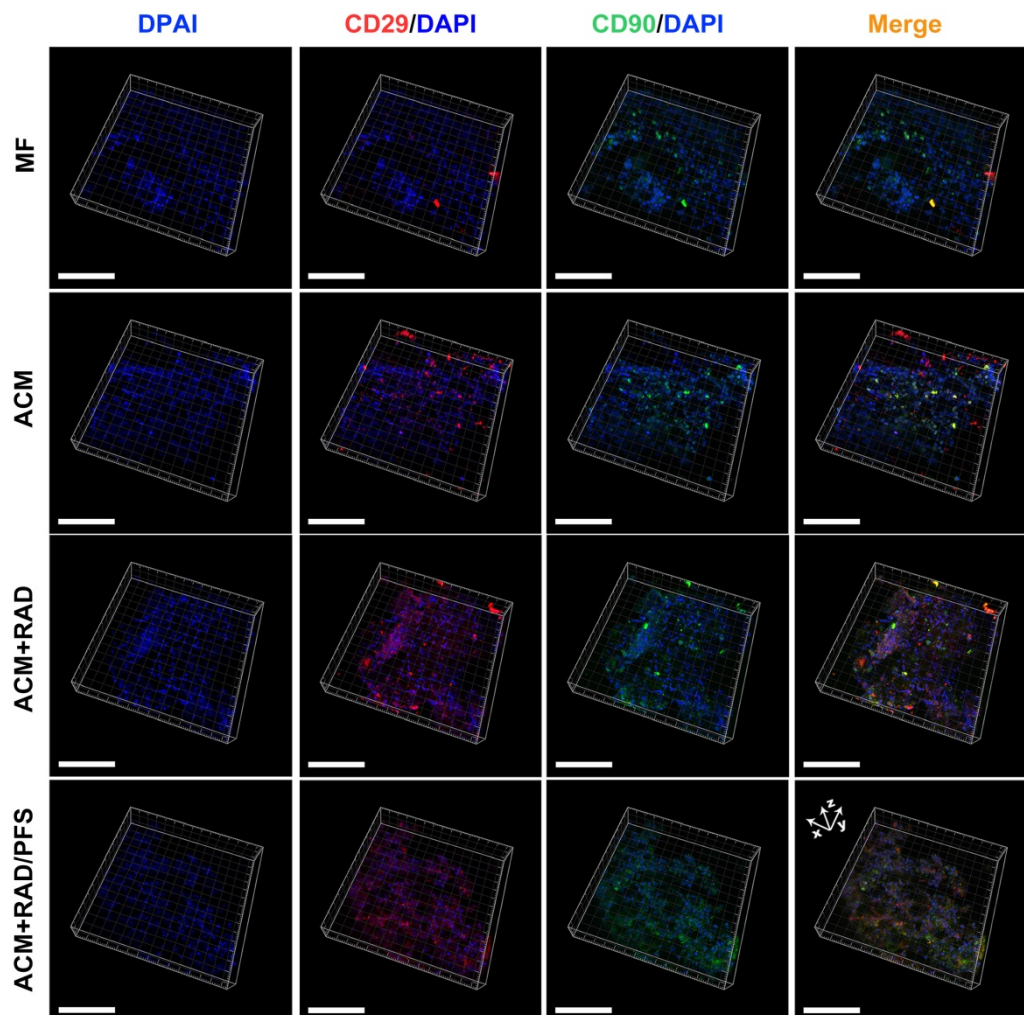 DPAI CD29/DAPI CD90/DAPI Merge
MF
ACM
ACM+RAD
ACM+RAD/PFS
x z y